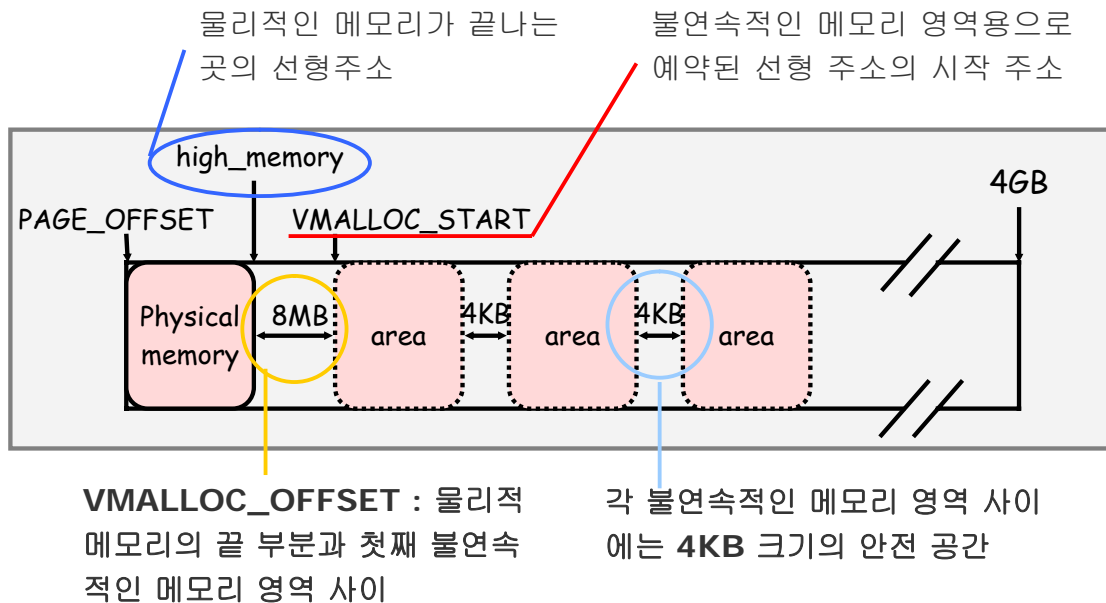 물리적인 메모리가 끝나는
곳의 선형주소
불연속적인 메모리 영역용으로
예약된 선형 주소의 시작 주소
high_memory
4GB
PAGE_OFFSET
VMALLOC_START
Physical
memory
8MB
area
4KB
area
4KB
area
VMALLOC_OFFSET : 물리적
메모리의 끝 부분과 첫째 불연속
적인 메모리 영역 사이
각 불연속적인 메모리 영역 사이
에는 4KB 크기의 안전 공간